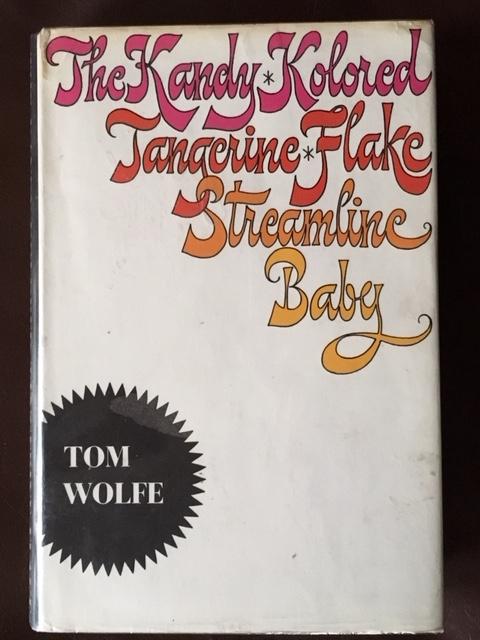 The Kandy*Kolored
Tangerine*Flake
Streamline
Baby
TOM
WOLFE